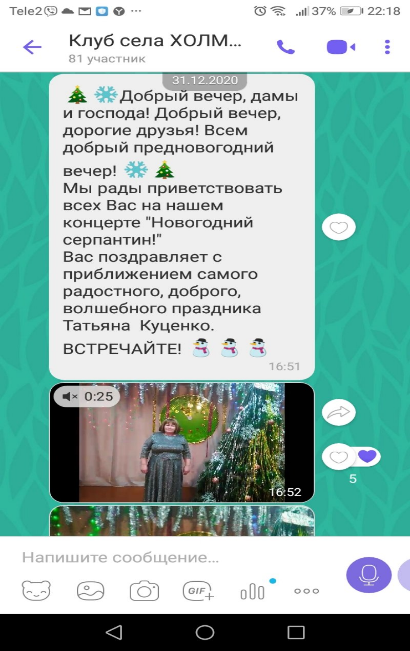 Tele2 37% 22:18
Клуб села ХОЛМ...
81 участник
31.12.2020
🎄 ❄️Добрый вечер, дамы
и господа! Добрый вечер,
дорогие друзья! Всем
добрый предновогодний
вечер! ❄️ 🎄
Мы рады приветствовать
всех Вас на нашем
концерте "Новогодний
серпантин!"
Вас поздравляет с
приближением самого
радостного, доброго,
волшебного праздника
Татьяна Куценко.
ВСТРЕЧАЙТЕ! ⛄ ⛄ ⛄
16:51
0:25
16:52
5
Напишите сообщение...
GIF+